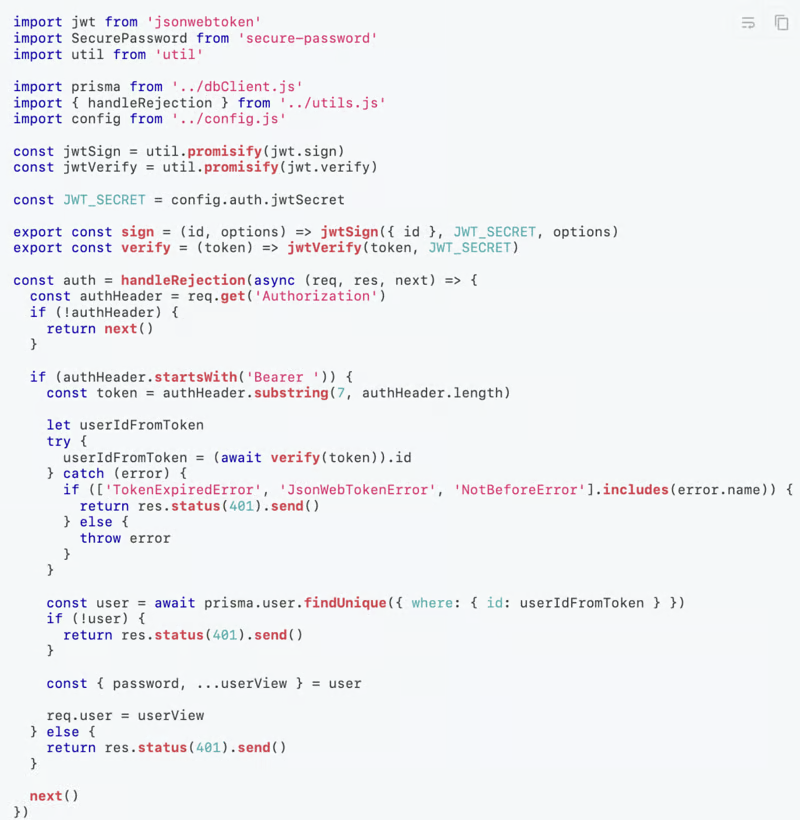 import jwt from 'jsonwebtoken'
import SecurePassword from 'secure-password'
import util from 'util'

import prisma from '../dbClient.js'
import { handleRejection } from '../utils.js'
import config from '../config.js'

const jwtSign = util.promisify(jwt.sign)
const jwtVerify = util.promisify(jwt.verify)

const JWT_SECRET = config.auth.jwtSecret

export const sign = (id, options) => jwtSign({ id }, JWT_SECRET, options)
export const verify = (token) => jwtVerify(token, JWT_SECRET)

const auth = handleRejection(async (req, res, next) => {
  const authHeader = req.get('Authorization')
  if (!authHeader) {
    return next()
  }

  if (authHeader.startsWith('Bearer ')) {
    const token = authHeader.substring(7, authHeader.length)

    let userIdFromToken
    try {
      userIdFromToken = (await verify(token)).id
    } catch (error) {
      if (['TokenExpiredError', 'JsonWebTokenError', 'NotBeforeError'].includes(error.name)) {
        return res.status(401).send()
      } else {
        throw error
      }
    }

    const user = await prisma.user.findUnique({ where: { id: userIdFromToken } })
    if (!user) {
      return res.status(401).send()
    }

    const { password, ...userView } = user

    req.user = userView
  } else {
    return res.status(401).send()
  }

  next()
})